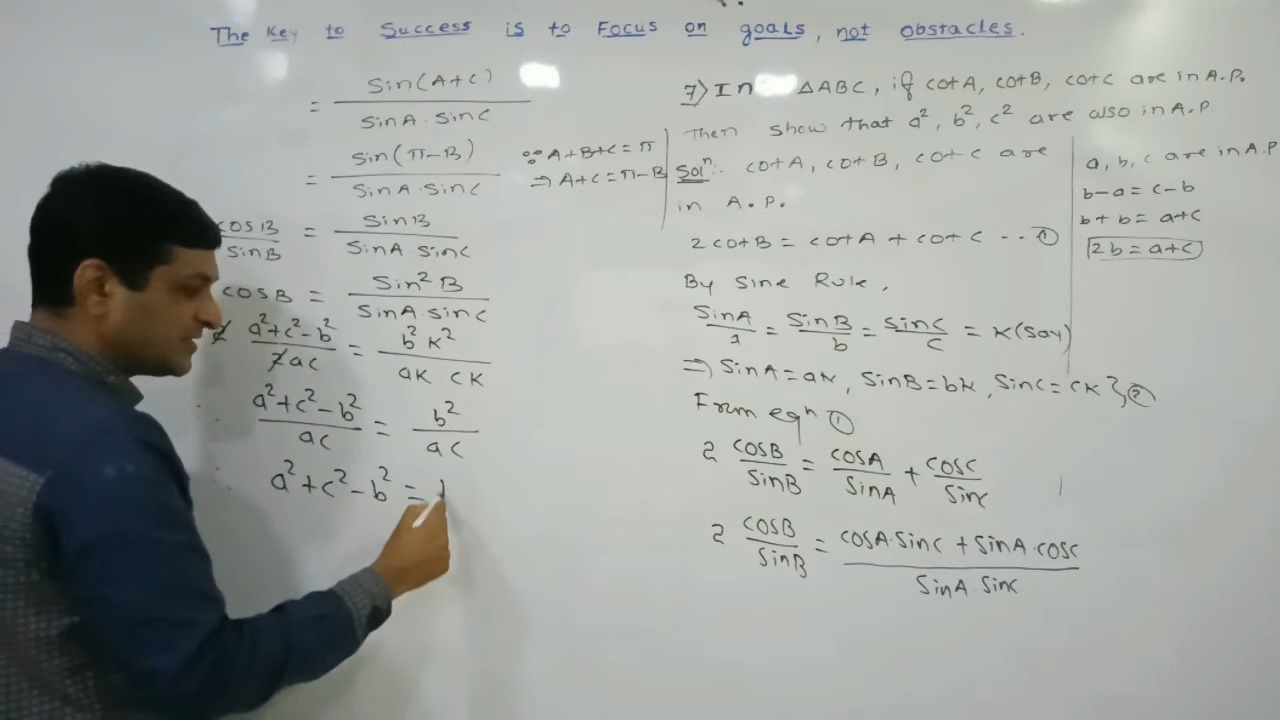 The Key to Success is to Focus on goals, not obstacles.
= Sin(A+C) / SinA·SinC
= Sin(π-B) / SinA·SinC
∵ A+B+C=π
⇒ A+C=π-B
cosB / SinB = SinB / SinA·SinC
cosB = Sin²B / SinA·SinC
2 a²+c²-b² / 2ac = b²K² / aK cK
a²+c²-b² / ac = b² / ac
a²+c²-b² =
7) In △ABC, if cotA, cotB, cotC are in A.P.
Then show that a², b², c² are also in A.P.
Solⁿ:- cotA, cotB, cotC are
in A.P.
2cotB = cotA + cotC --- ①
By Sine Rule,
SinA / a = SinB / b = SinC / c = K(Say)
⇒ SinA=aK, SinB=bK, SinC=cK } ②
From eqⁿ ①
2 cosB / SinB = cosA / SinA + cosC / SinC
2 cosB / SinB = cosA·SinC + SinA·cosC / SinA·SinC
a, b, c are in A.P
b-a=c-b
b+b=a+c
2b=a+c